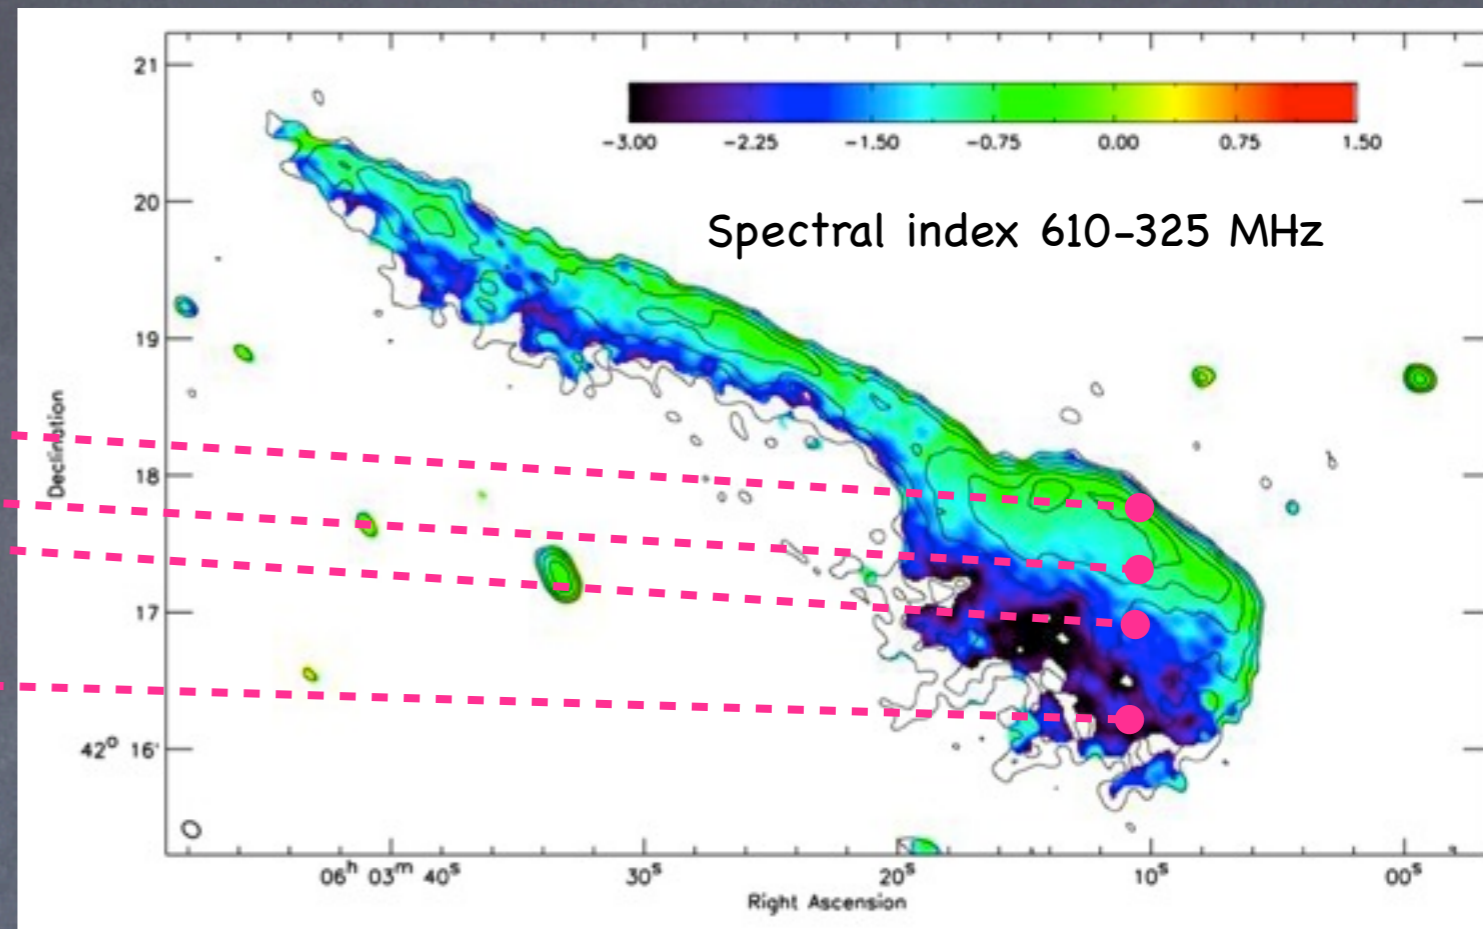 21
20
19
18
17
42° 16'
Declination
-3.00 -2.25 -1.50 -0.75 0.00 0.75 1.50
Spectral index 610-325 MHz
06ʰ 03ᵐ 40ˢ 30ˢ 20ˢ 10ˢ 00ˢ
Right Ascension